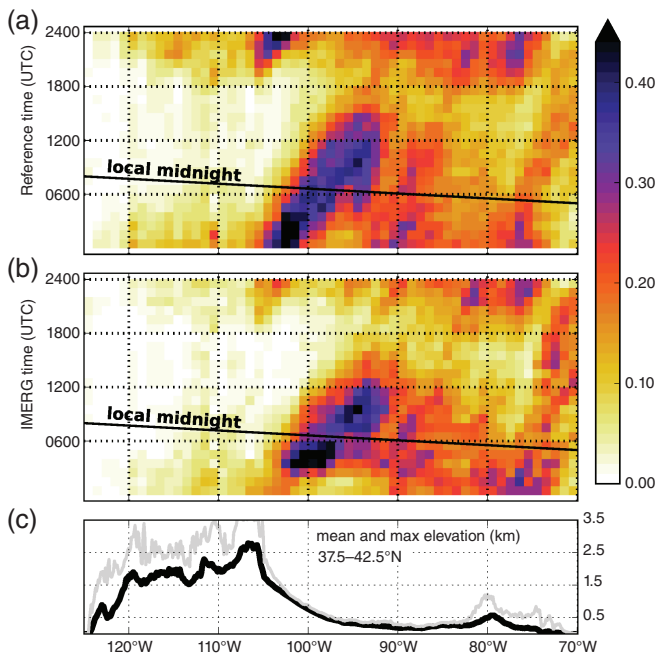 (a)
Reference time (UTC)
2400
1800
1200
0600
local midnight
0.40
0.30
0.20
0.10
0.00
(b)
IMERG time (UTC)
2400
1800
1200
0600
local midnight
(c)
mean and max elevation (km)
37.5–42.5°N
3.5
2.5
1.5
0.5
120°W 110°W 100°W 90°W 80°W 70°W